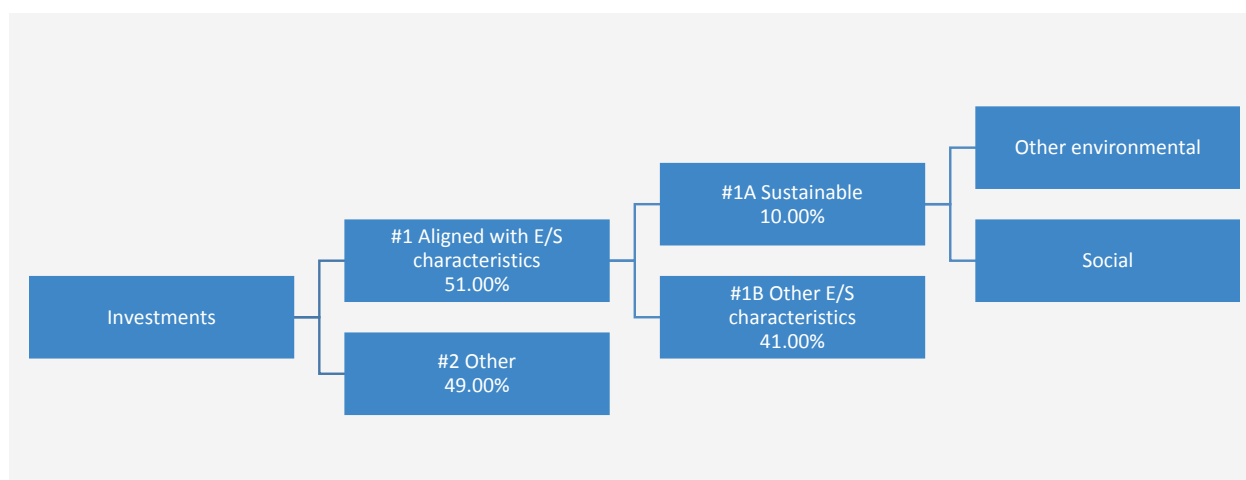 Investments
#1 Aligned with E/S
characteristics
51.00%
#2 Other
49.00%
#1A Sustainable
10.00%
#1B Other E/S
characteristics
41.00%
Other environmental
Social